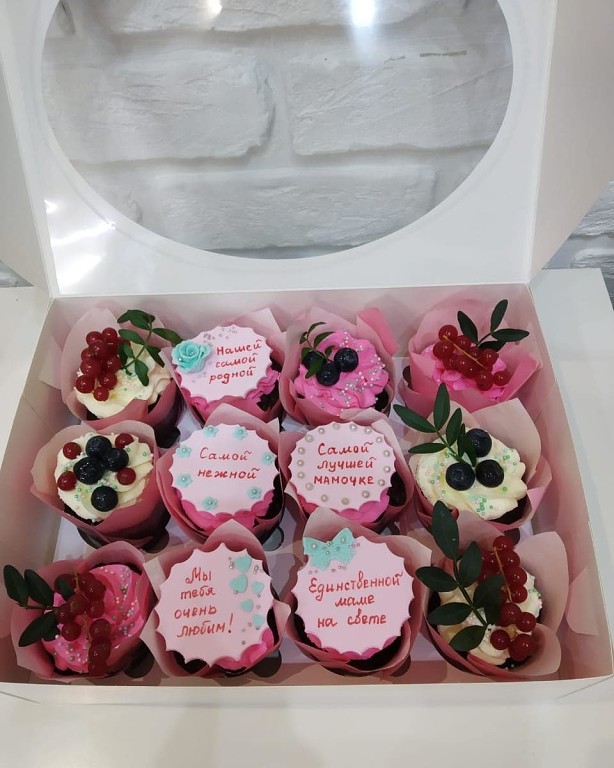 Нашей
самой
родной
Самой
нежной
Самой
лучшей
мамочке
Мы
тебя
очень
любим!
Единственной
маме
на свете